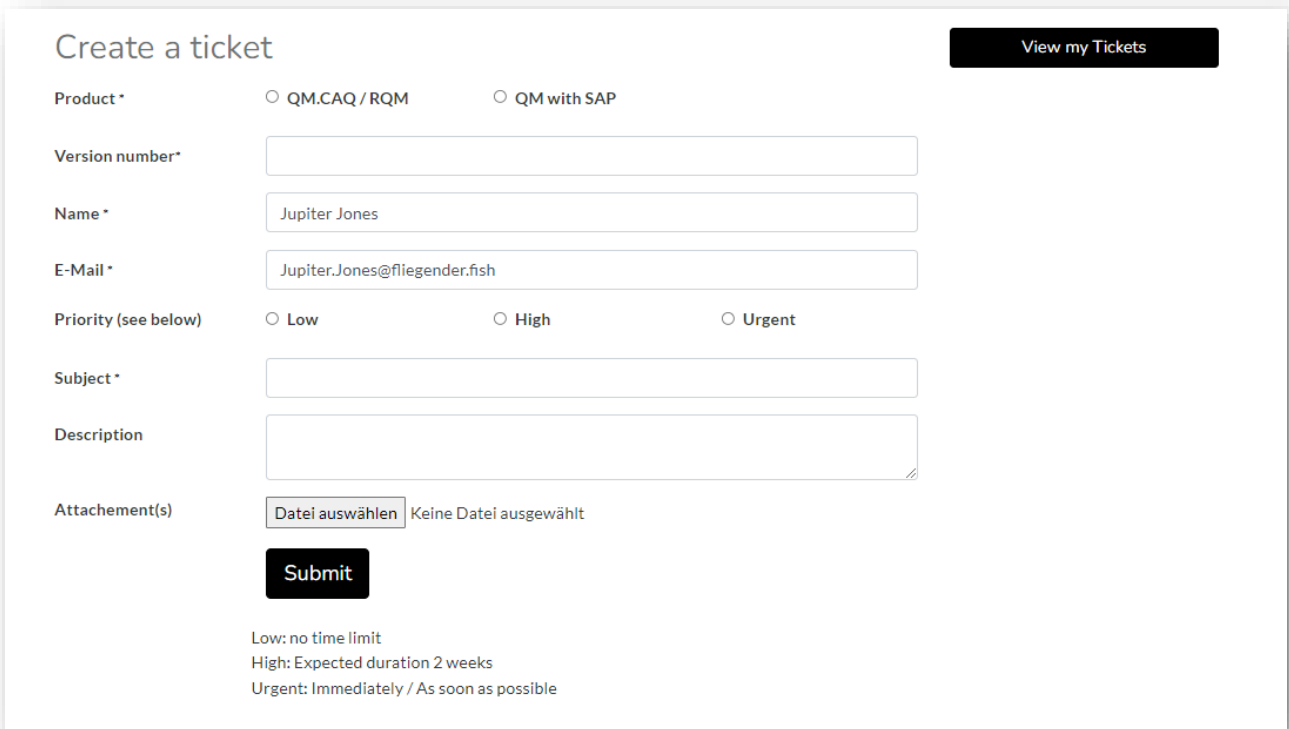 Create a ticket
View my Tickets
Product * QM.CAQ / RQM QM with SAP
Version number*
Name * Jupiter Jones
E-Mail * Jupiter.Jones@fliegender.fish
Priority (see below) Low High Urgent
Subject *
Description
Attachement(s) Datei auswählen Keine Datei ausgewählt
Submit
Low: no time limit
High: Expected duration 2 weeks
Urgent: Immediately / As soon as possible